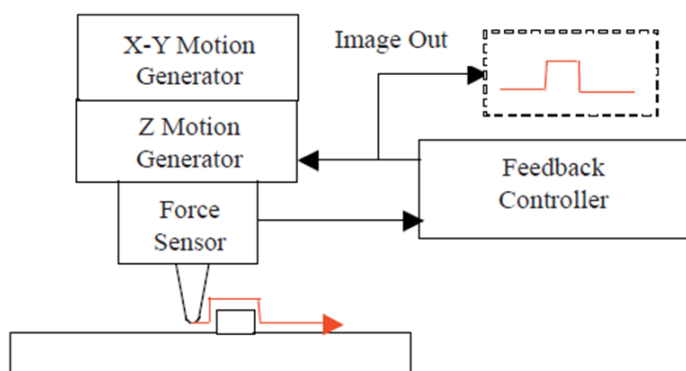 X-Y Motion
Generator
Image Out
Z Motion
Generator
Feedback
Controller
Force
Sensor